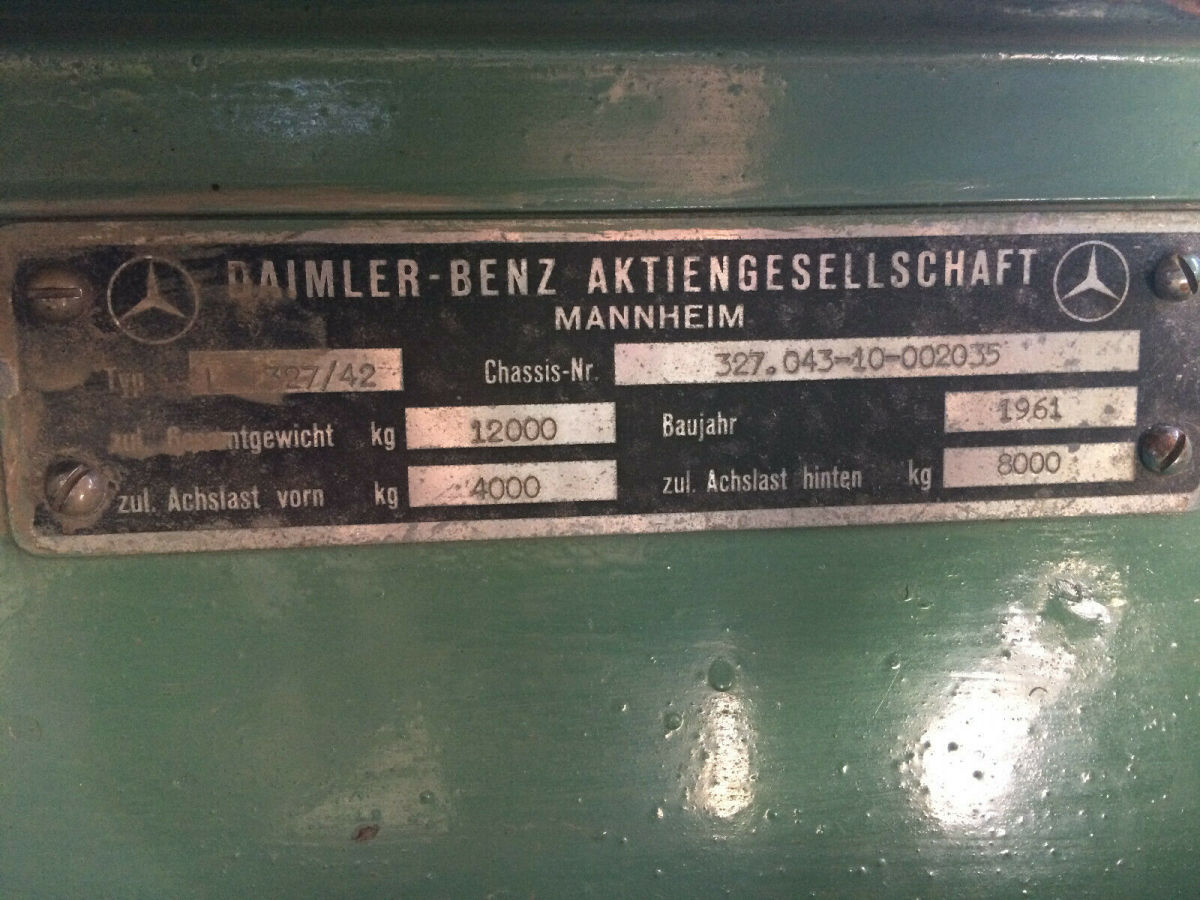 DAIMLER-BENZ AKTIENGESELLSCHAFT
MANNHEIM
Typ 327/42 Chassis-Nr. 327.043-10-002035
zul. Gesamtgewicht kg 12000 Baujahr 1961
zul. Achslast vorn kg 4000 zul. Achslast hinten kg 8000